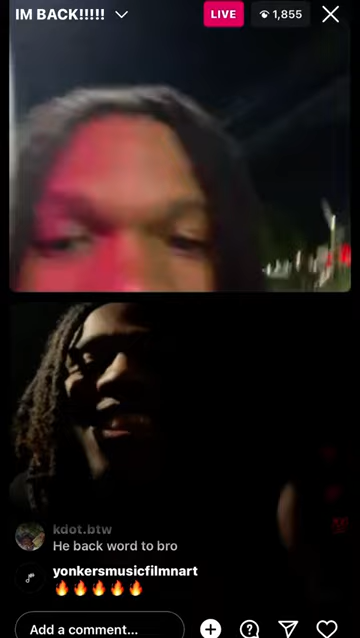 IM BACK!!!!!
LIVE
1,855
kdot.btw
He back word to bro
yonkersmusicfilmnart
🔥🔥🔥🔥🔥
Add a comment...